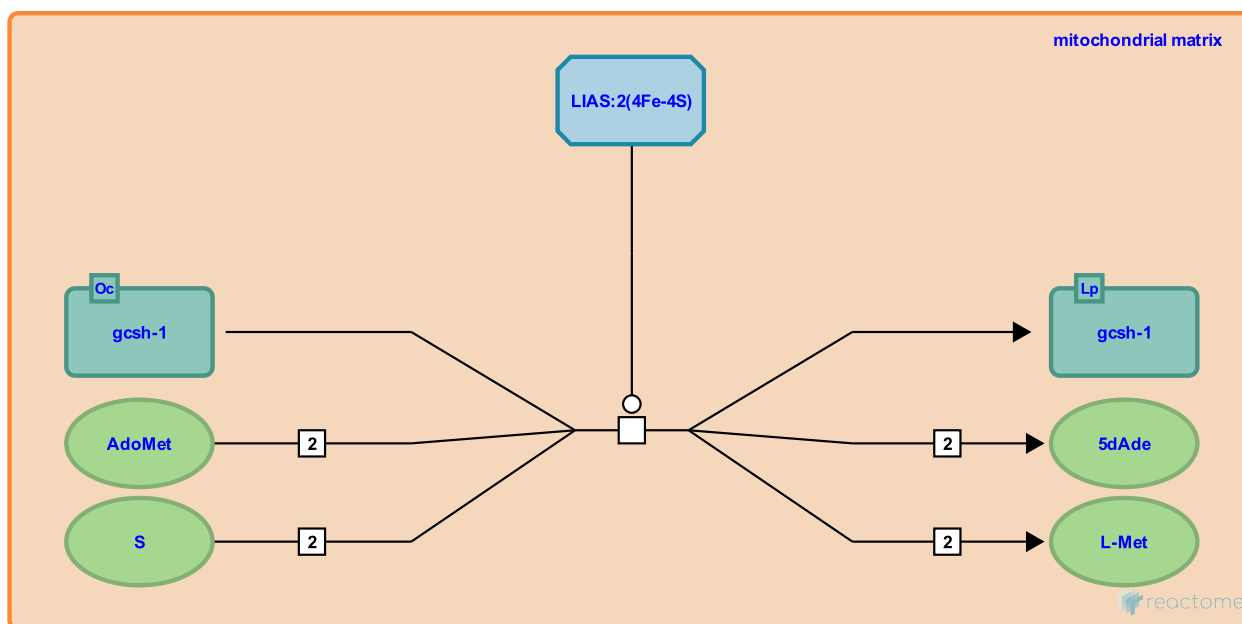 mitochondrial matrix
LIAS:2(4Fe-4S)
Oc
gcsh-1
Lp
gcsh-1
AdoMet
2
2
5dAde
S
2
2
L-Met
reactome